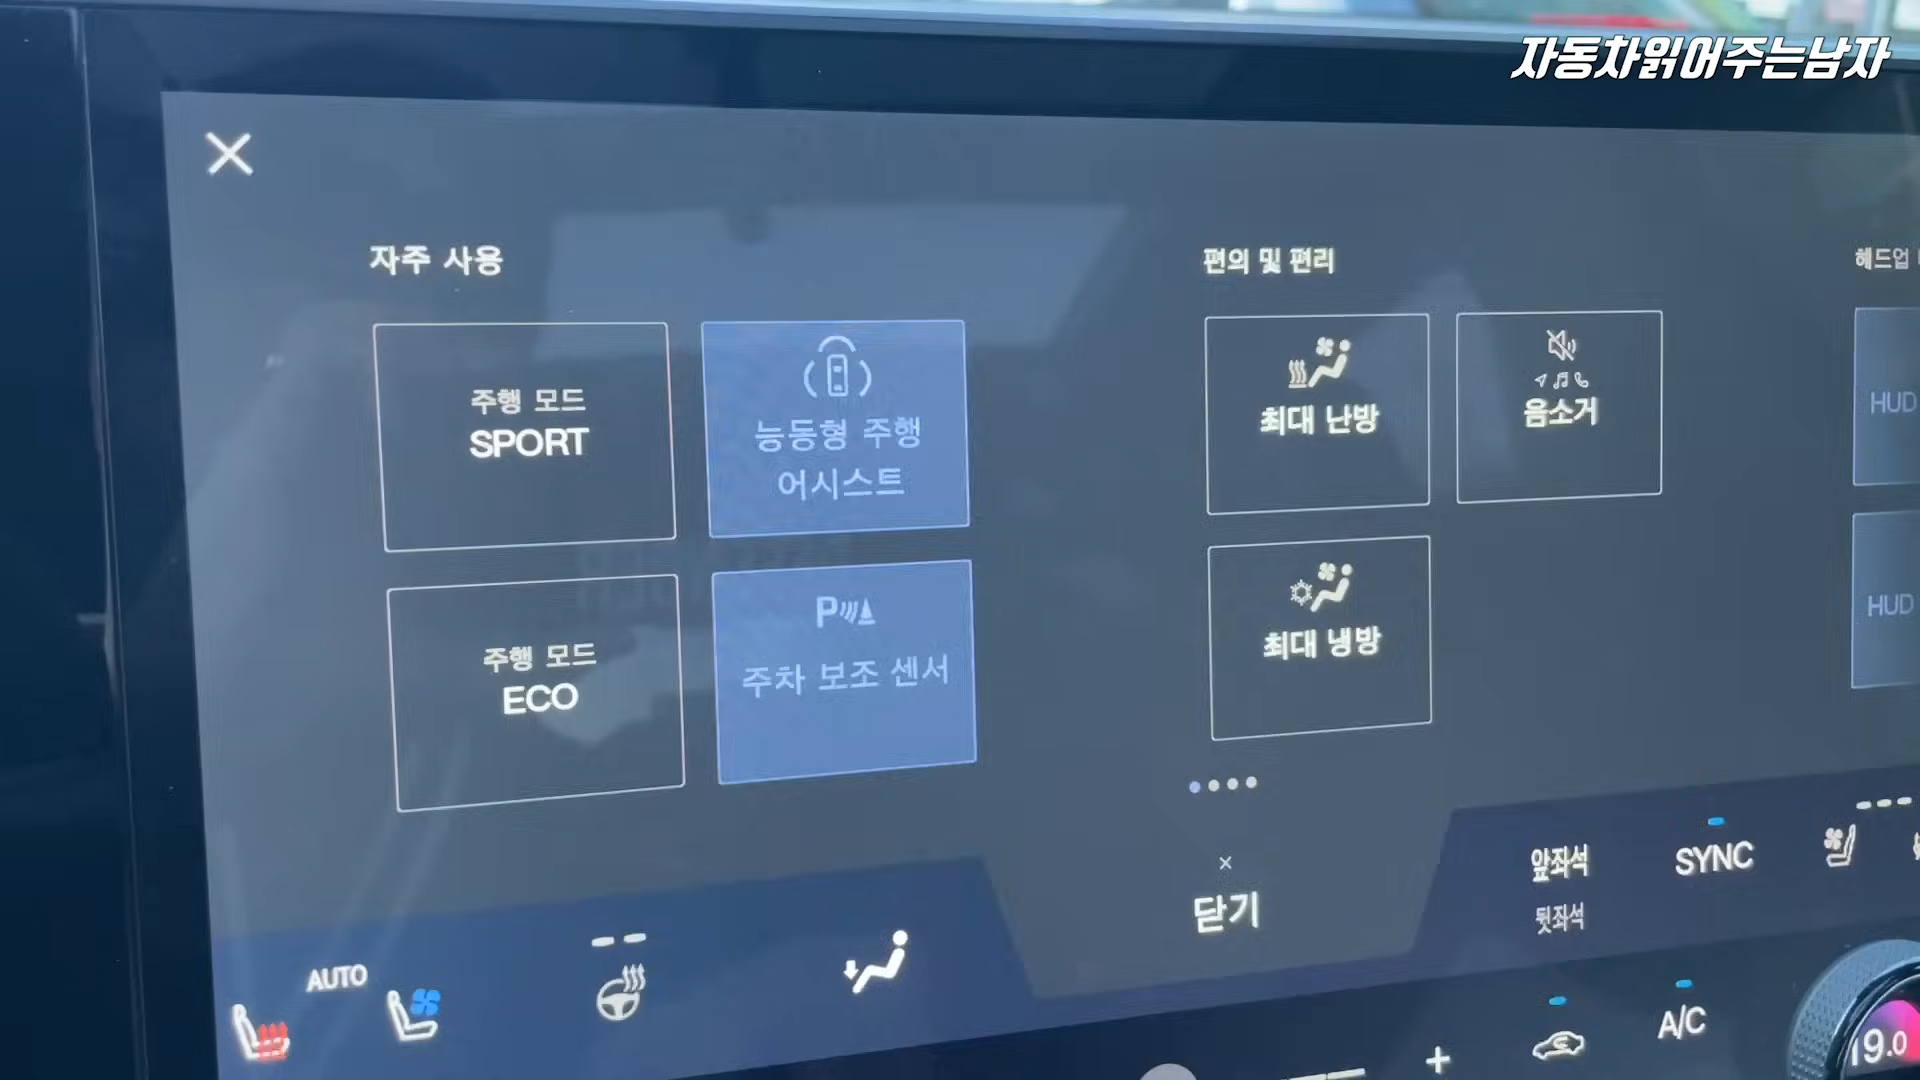 자동차읽어주는남자
자주 사용
편의 및 편리
헤드업
주행 모드
SPORT
능동형 주행
어시스트
최대 난방
음소거
HUD
주행 모드
ECO
P
주차 보조 센서
최대 냉방
HUD
닫기
앞좌석
뒷좌석
SYNC
AUTO
A/C
19.0